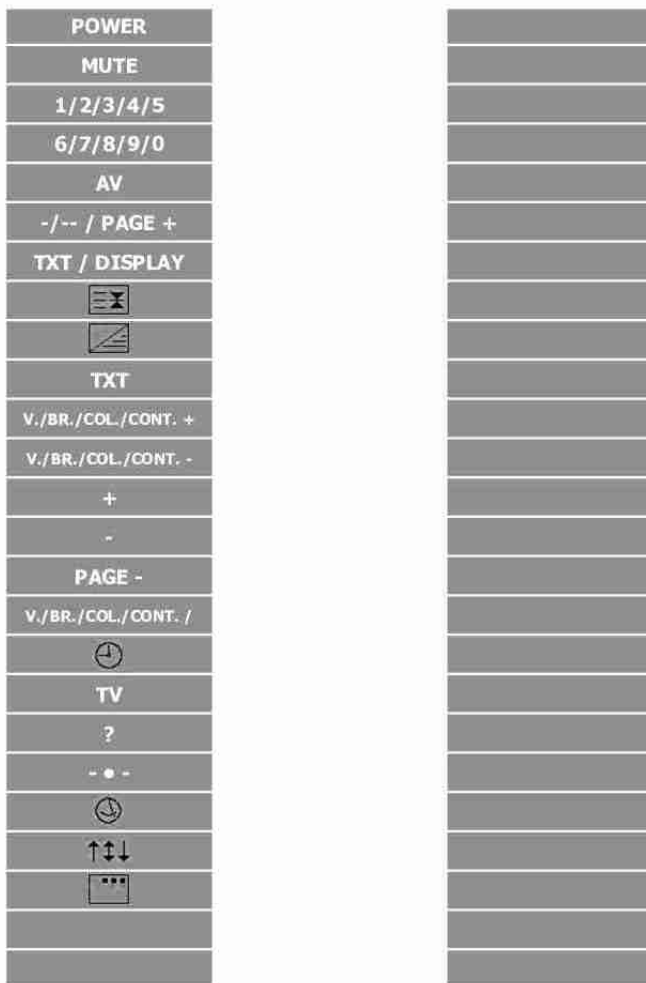 POWER
MUTE
1/2/3/4/5
6/7/8/9/0
AV
-/-- / PAGE +
TXT / DISPLAY
TXT
V./BR./COL./CONT. +
V./BR./COL./CONT. -
+
-
PAGE -
V./BR./COL./CONT. /
TV
?
- • -
↑↕↓